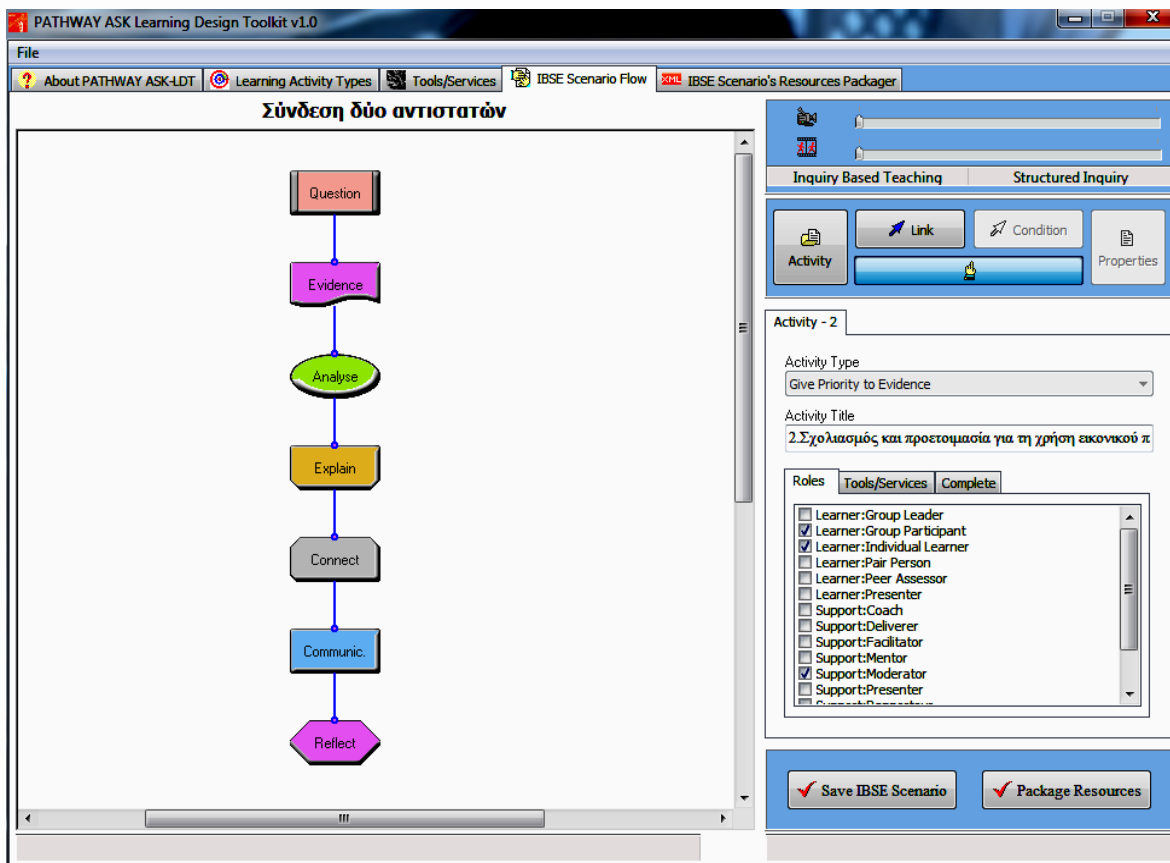 PATHWAY ASK Learning Design Toolkit v1.0
File
About PATHWAY ASK-LDT
Learning Activity Types
Tools/Services
IBSE Scenario Flow
XML
IBSE Scenario's Resources Packager
Σύνδεση δύο αντιστατών
Question
Evidence
Analyse
Explain
Connect
Communic.
Reflect
Inquiry Based Teaching
Structured Inquiry
Activity
Link
Condition
Properties
Activity - 2
Activity Type
Give Priority to Evidence
Activity Title
2.Σχολιασμός και προετοιμασία για τη χρήση εικονικού π
Roles
Tools/Services
Complete
Learner:Group Leader
Learner:Group Participant
Learner:Individual Learner
Learner:Pair Person
Learner:Peer Assessor
Learner:Presenter
Support:Coach
Support:Deliverer
Support:Facilitator
Support:Mentor
Support:Moderator
Support:Presenter
Save IBSE Scenario
Package Resources